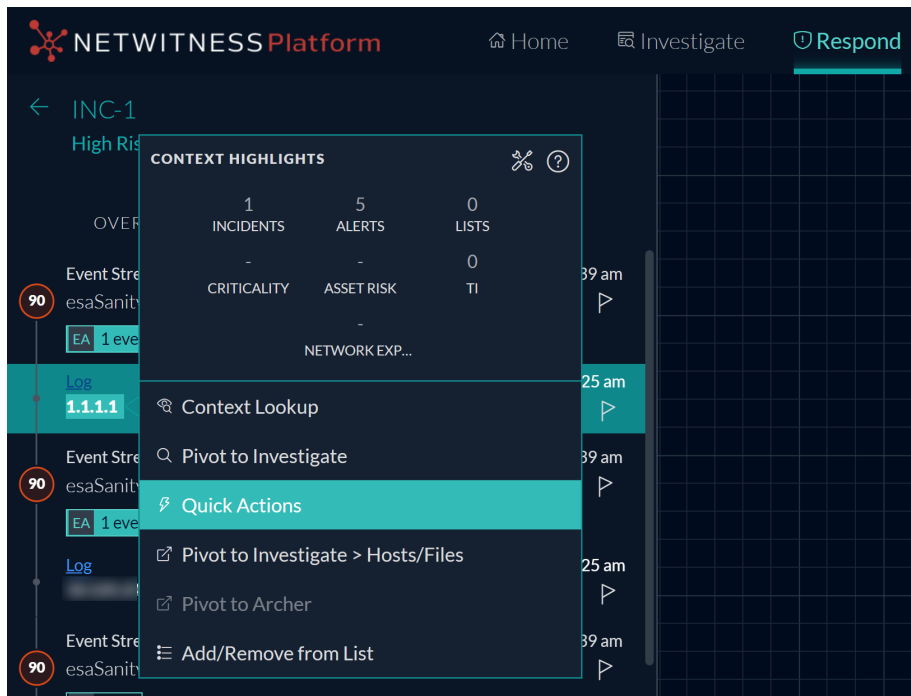 NETWITNESS Platform
Home
Investigate
Respond
INC-1
High Ris
CONTEXT HIGHLIGHTS
1
INCIDENTS
5
ALERTS
0
LISTS
-
CRITICALITY
-
ASSET RISK
0
TI
-
NETWORK EXP...
OVER
Event Stre
39 am
90
esaSanit
EA 1 eve
Log
25 am
1.1.1.1
Context Lookup
Event Stre
Pivot to Investigate
39 am
90
esaSanit
Quick Actions
EA 1 eve
Pivot to Investigate > Hosts/Files
Log
25 am
Pivot to Archer
Event Stre
Add/Remove from List
39 am
90
esaSanit